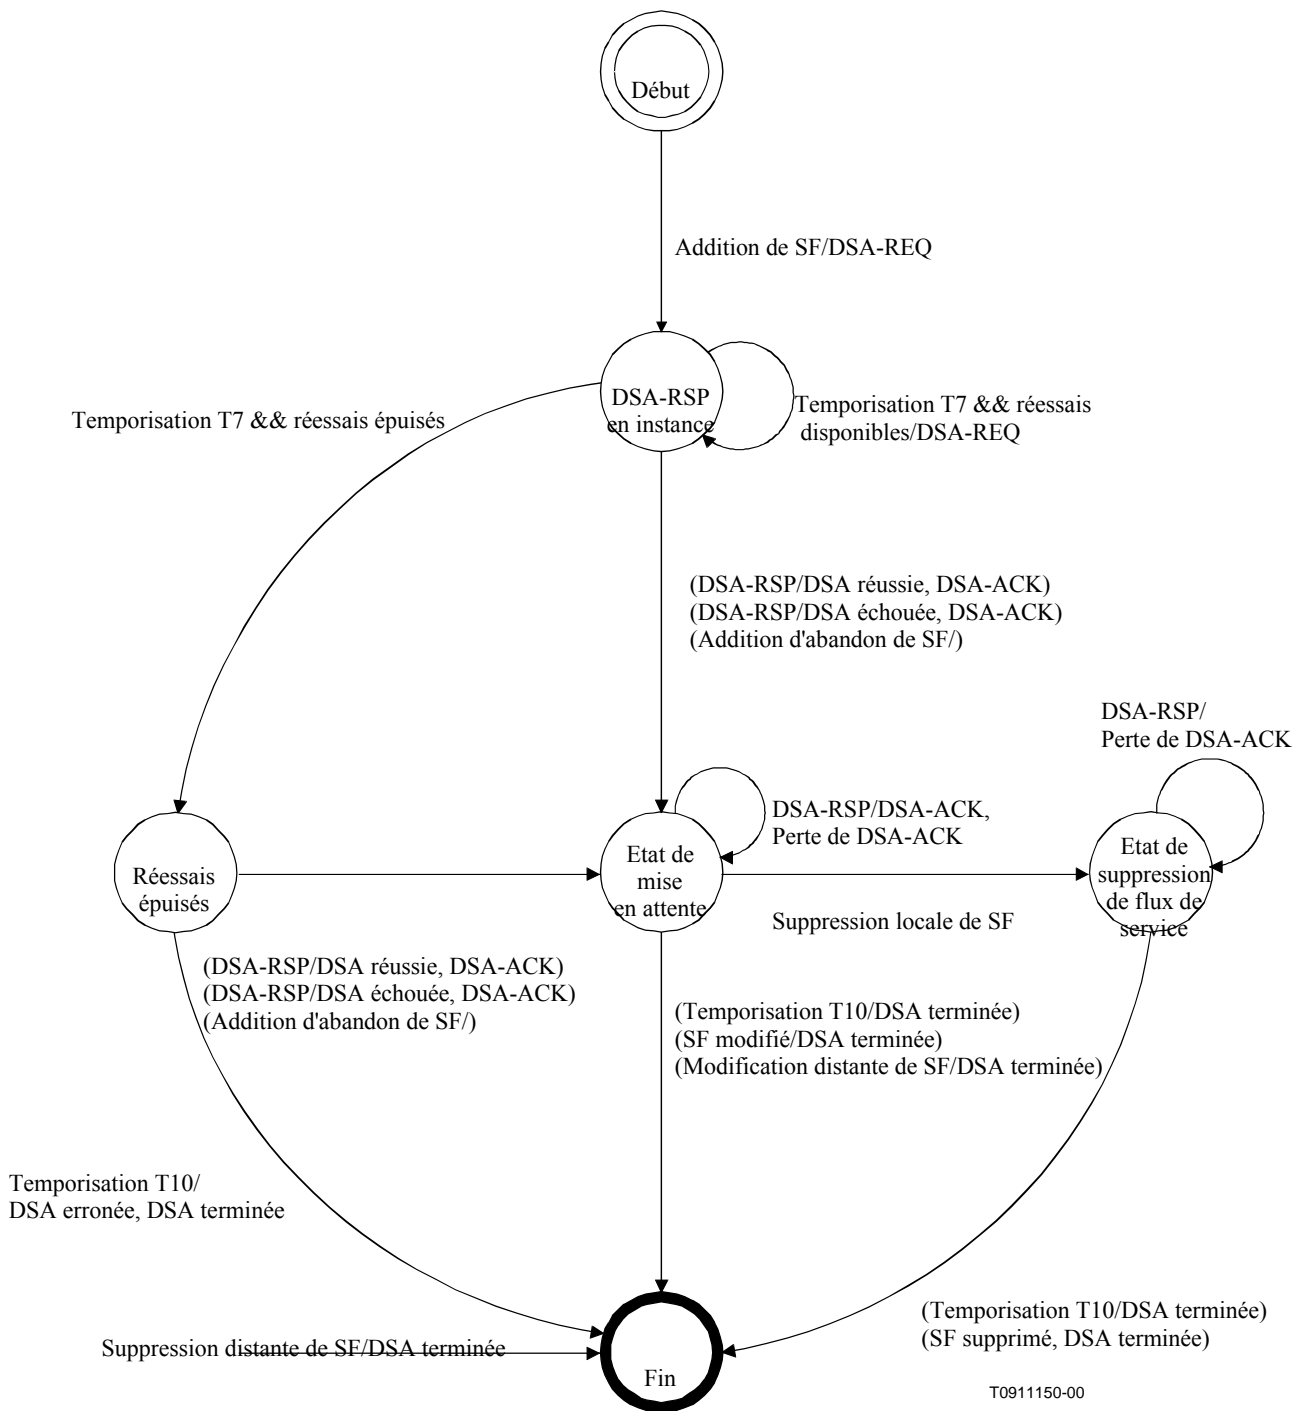 Début
Addition de SF/DSA-REQ
DSA-RSP
en instance
Temporisation T7 && réessais épuisés
Temporisation T7 && réessais
disponibles/DSA-REQ
(DSA-RSP/DSA réussie, DSA-ACK)
(DSA-RSP/DSA échouée, DSA-ACK)
(Addition d'abandon de SF/)
DSA-RSP/
Perte de DSA-ACK
DSA-RSP/DSA-ACK,
Perte de DSA-ACK
Réessais
épuisés
Etat de
mise
en attente
Etat de
suppression
de flux de
service
Suppression locale de SF
(DSA-RSP/DSA réussie, DSA-ACK)
(DSA-RSP/DSA échouée, DSA-ACK)
(Addition d'abandon de SF/)
(Temporisation T10/DSA terminée)
(SF modifié/DSA terminée)
(Modification distante de SF/DSA terminée)
Temporisation T10/
DSA erronée, DSA terminée
(Temporisation T10/DSA terminée)
(SF supprimé, DSA terminée)
Suppression distante de SF/DSA terminée
Fin
T0911150-00